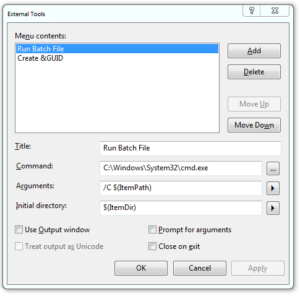 External Tools
Menu contents:
Run Batch File
Create &GUID
Add
Delete
Move Up
Move Down
Title:
Run Batch File
Command:
C:\Windows\System32\cmd.exe
...
Arguments:
/C $(ItemPath)
Initial directory:
$(ItemDir)
Use Output window
Prompt for arguments
Treat output as Unicode
Close on exit
OK
Cancel
Apply